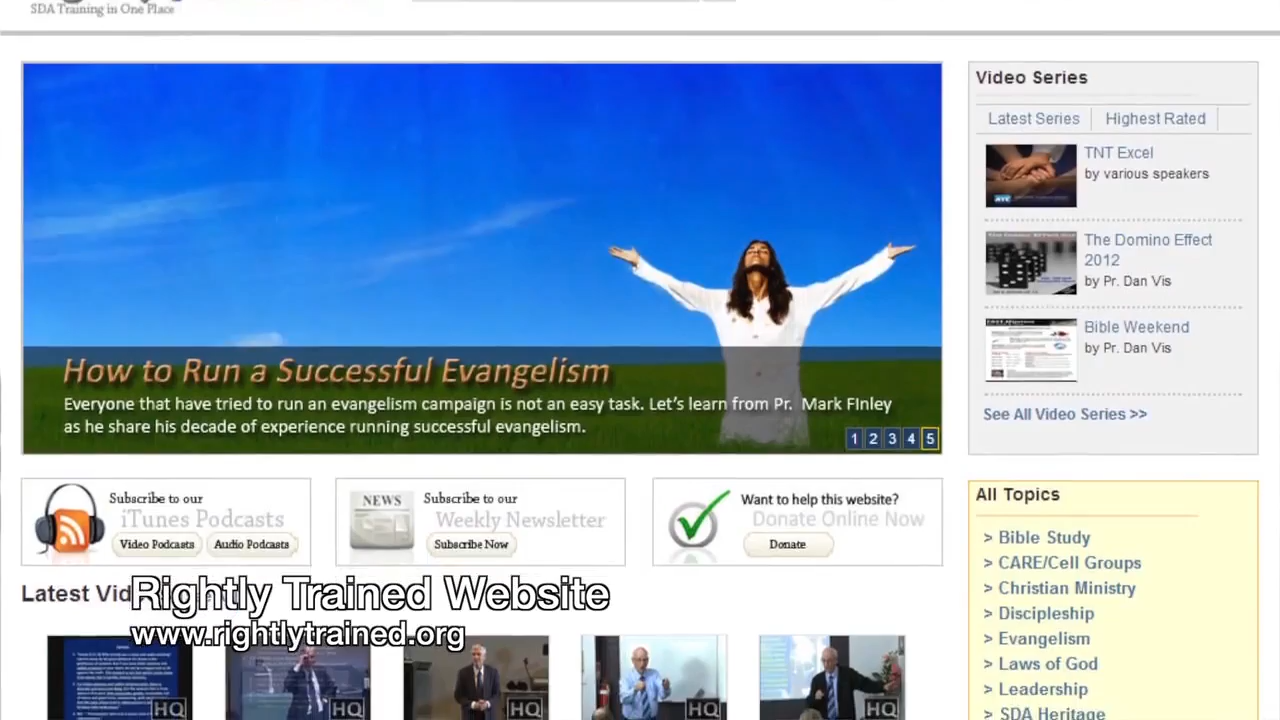 SDA Training in One Place
How to Run a Successful Evangelism
Everyone that have tried to run an evangelism campaign is not an easy task. Let's learn from Pr. Mark FInley
as he share his decade of experience running successful evangelism.
1 2 3 4 5
Video Series
Latest Series
Highest Rated
TNT Excel
by various speakers
The Domino Effect
2012
by Pr. Dan Vis
Bible Weekend
by Pr. Dan Vis
See All Video Series >>
Subscribe to our
iTunes Podcasts
Video Podcasts
Audio Podcasts
NEWS
Subscribe to our
Weekly Newsletter
Subscribe Now
Want to help this website?
Donate Online Now
Donate
All Topics
> Bible Study
> CARE/Cell Groups
> Christian Ministry
> Discipleship
> Evangelism
> Laws of God
> Leadership
> SDA Heritage
Latest Vid
Rightly Trained Website
www.rightlytrained.org
HQ
HQ
HQ
HQ
HQ